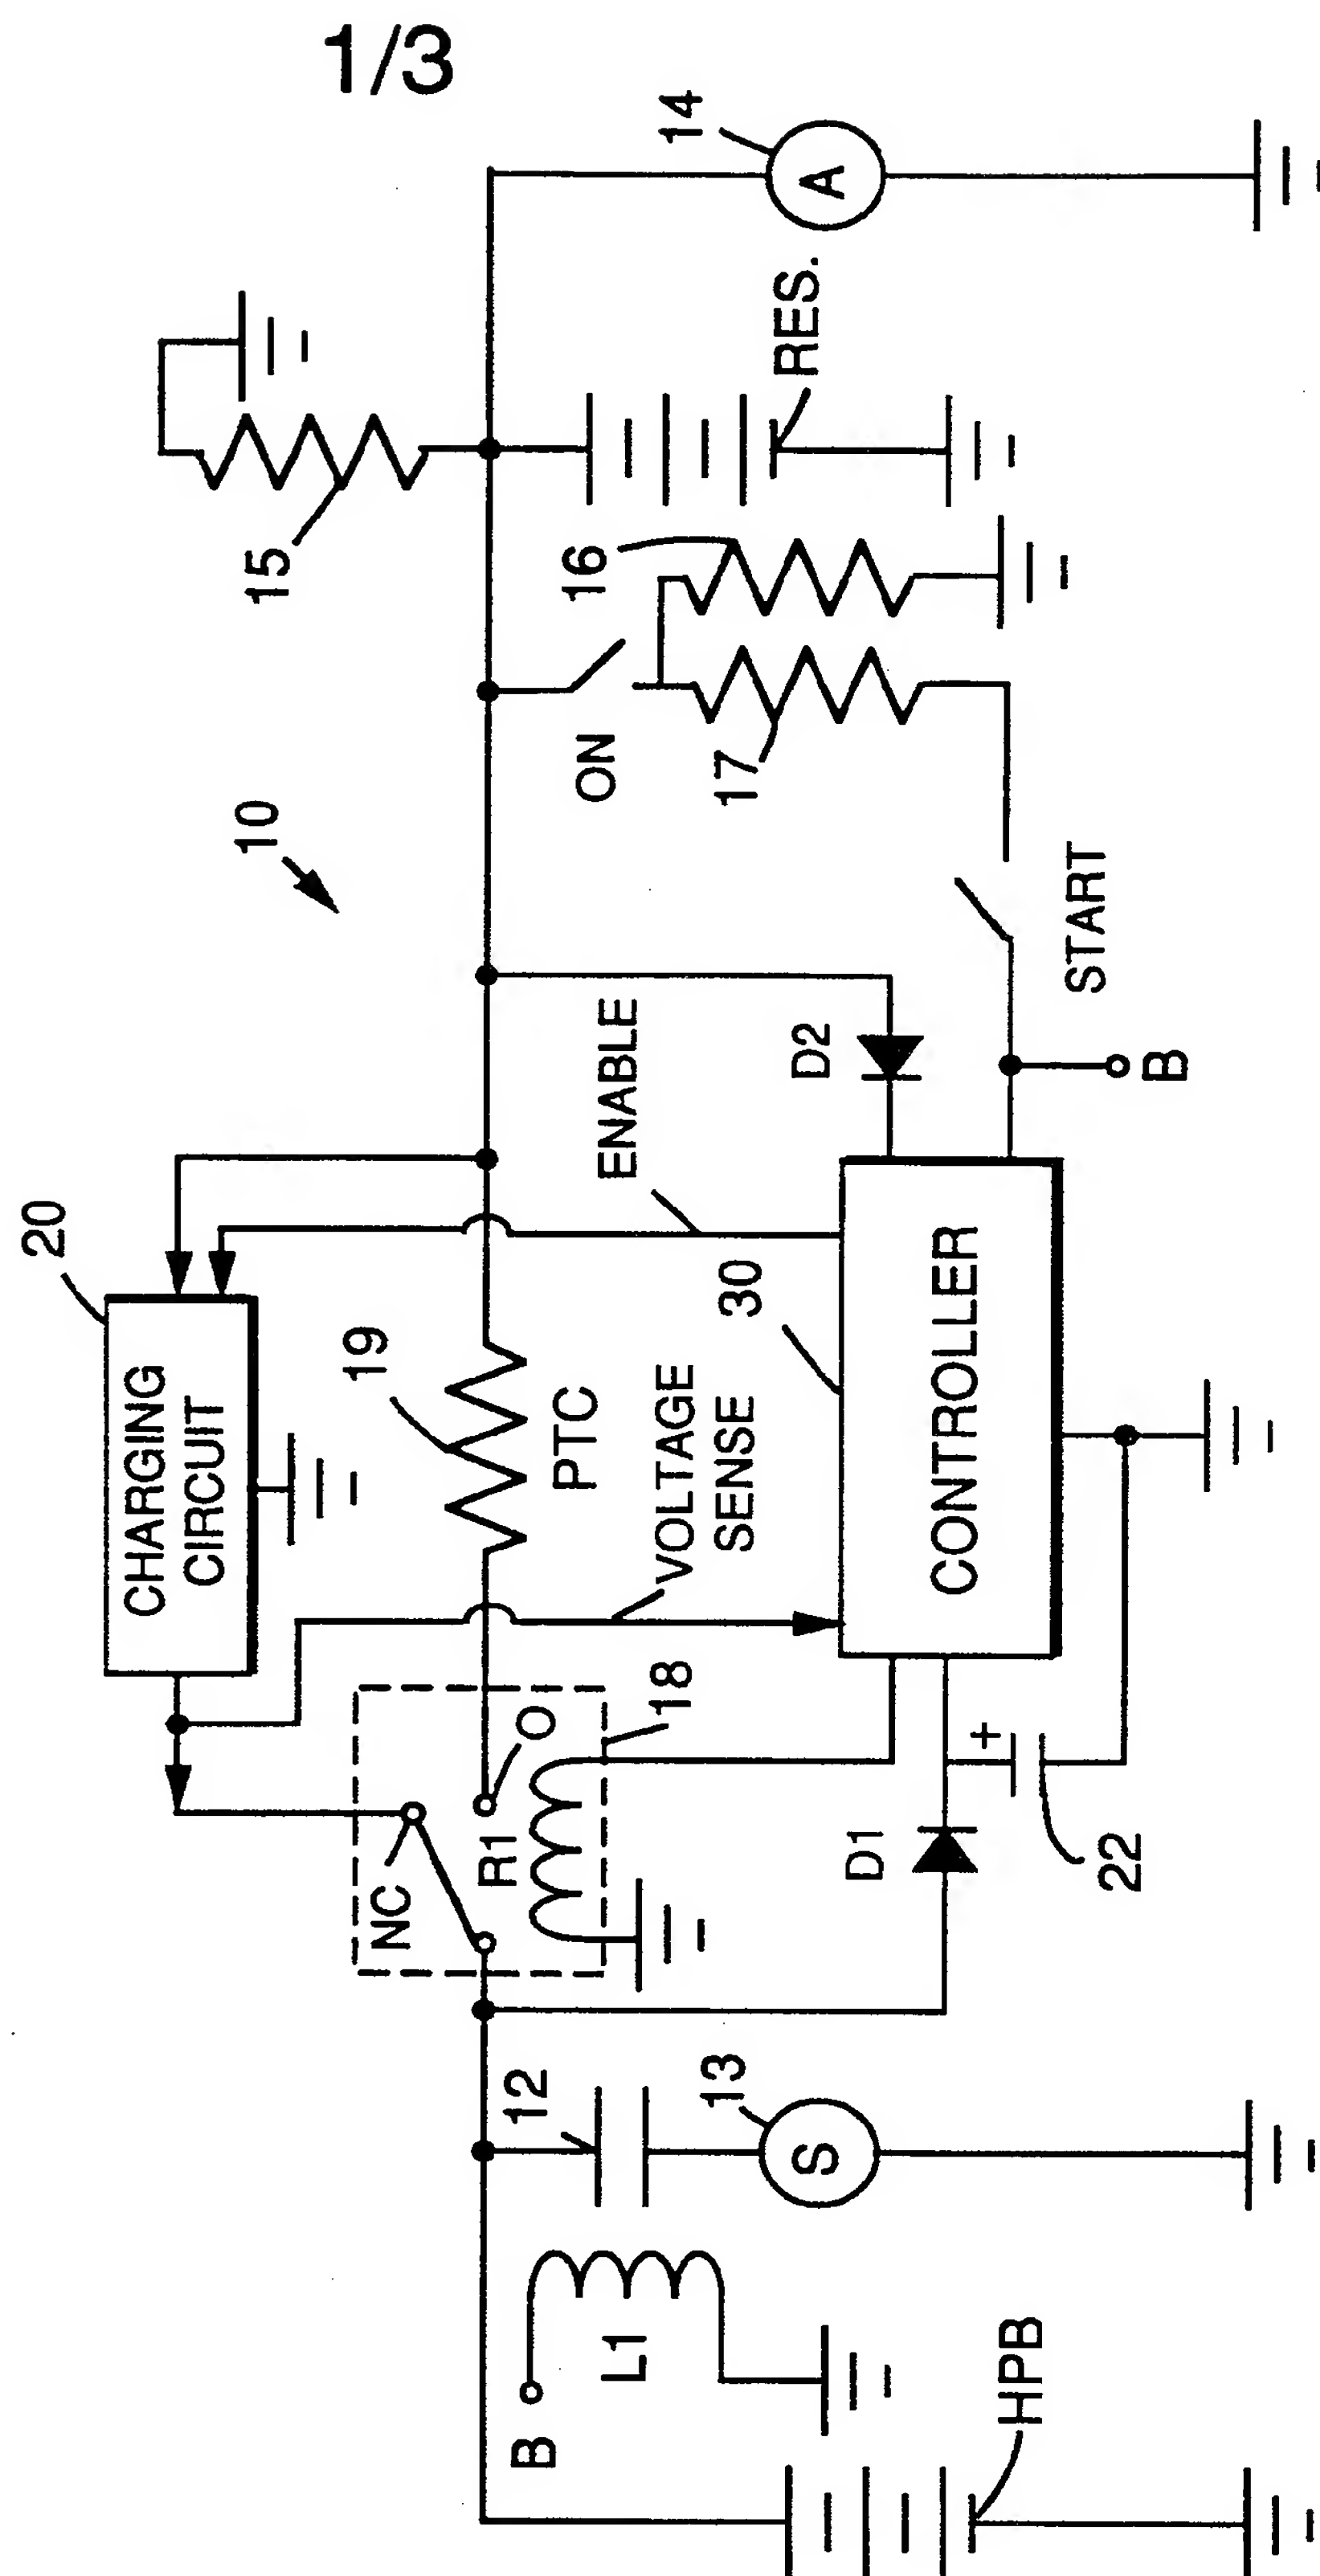 1/3
10
20
CHARGING
CIRCUIT
15
14
A
RES.
16
17
ON
19
PTC
ENABLE
VOLTAGE
SENSE
NC
O
R1
18
12
13
S
B
L1
HPB
D1
22
+
30
CONTROLLER
D2
START
B